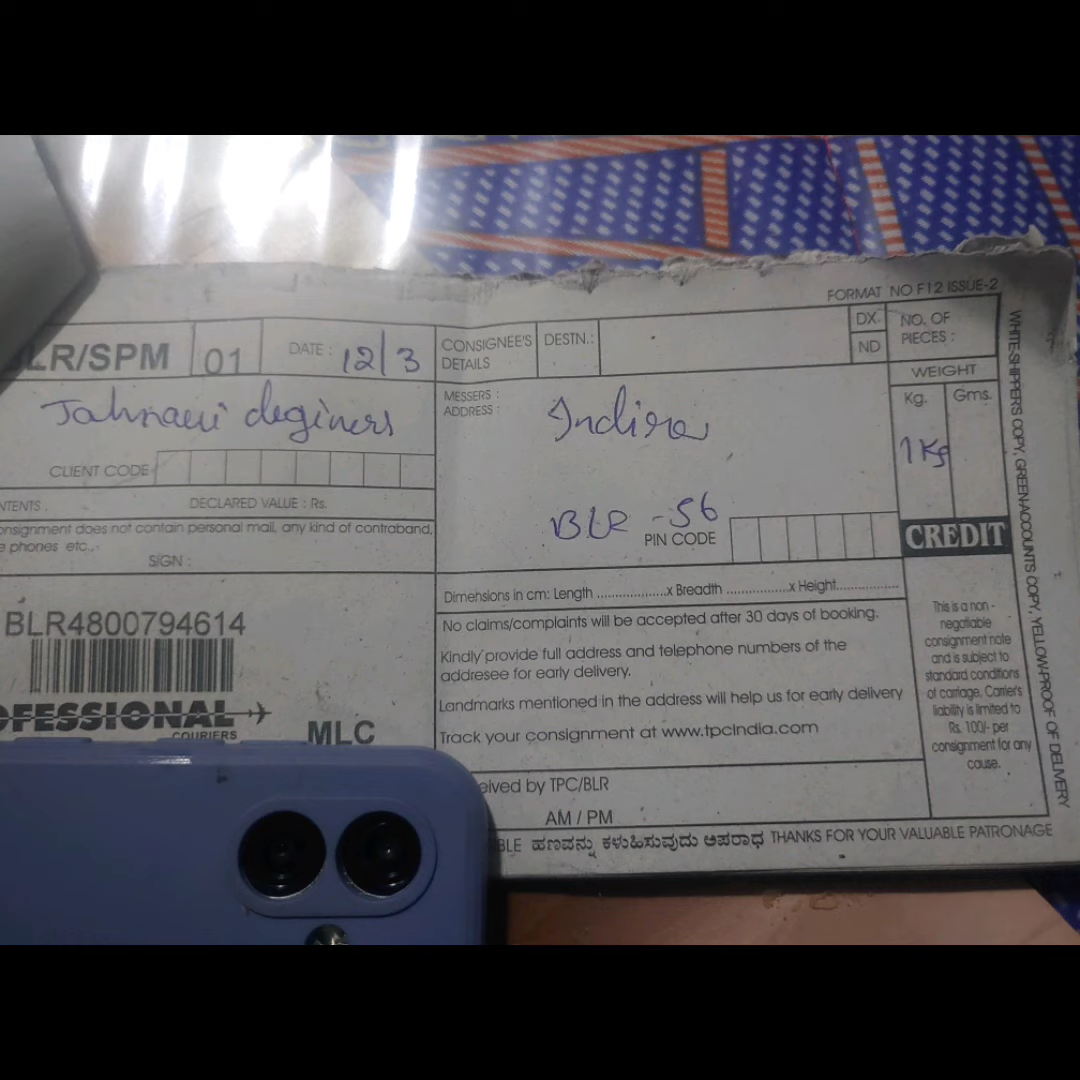 FORMAT NO F12 ISSUE-2
LR/SPM 01 DATE : 12/3
Jahnavi deginers
CLIENT CODE
NTENTS : DECLARED VALUE : Rs.
onsignment does not contain personal mail, any kind of contraband,
e phones etc.,-
SIGN :
BLR4800794614
OFESSIONAL
COURIERS
MLC
CONSIGNEE'S DETAILS
DESTN.:
DX.
ND
NO. OF PIECES :
MESSERS :
ADDRESS :
Indira
BLR - 56
PIN CODE
WEIGHT
Kg. Gms.
1 Kg
CREDIT
Dimensions in cm: Length ....................x Breadth ..................x Height.................
No claims/complaints will be accepted after 30 days of booking.
Kindly provide full address and telephone numbers of the
addresee for early delivery.
Landmarks mentioned in the address will help us for early delivery
Track your consignment at www.tpcindia.com
eived by TPC/BLR
AM / PM
This is a non -
negotiable
consignment note
and is subject to
standard conditions
of carriage, Carrier's
liability is limited to
Rs. 100/- per
consignment for any
cause.
BLE ಹಣವನ್ನು ಕಳುಹಿಸುವುದು ಅಪರಾಧ THANKS FOR YOUR VALUABLE PATRONAGE
WHITE-SHIPPERS COPY, GREEN-ACCOUNTS COPY, YELLOW-PROOF OF DELIVERY